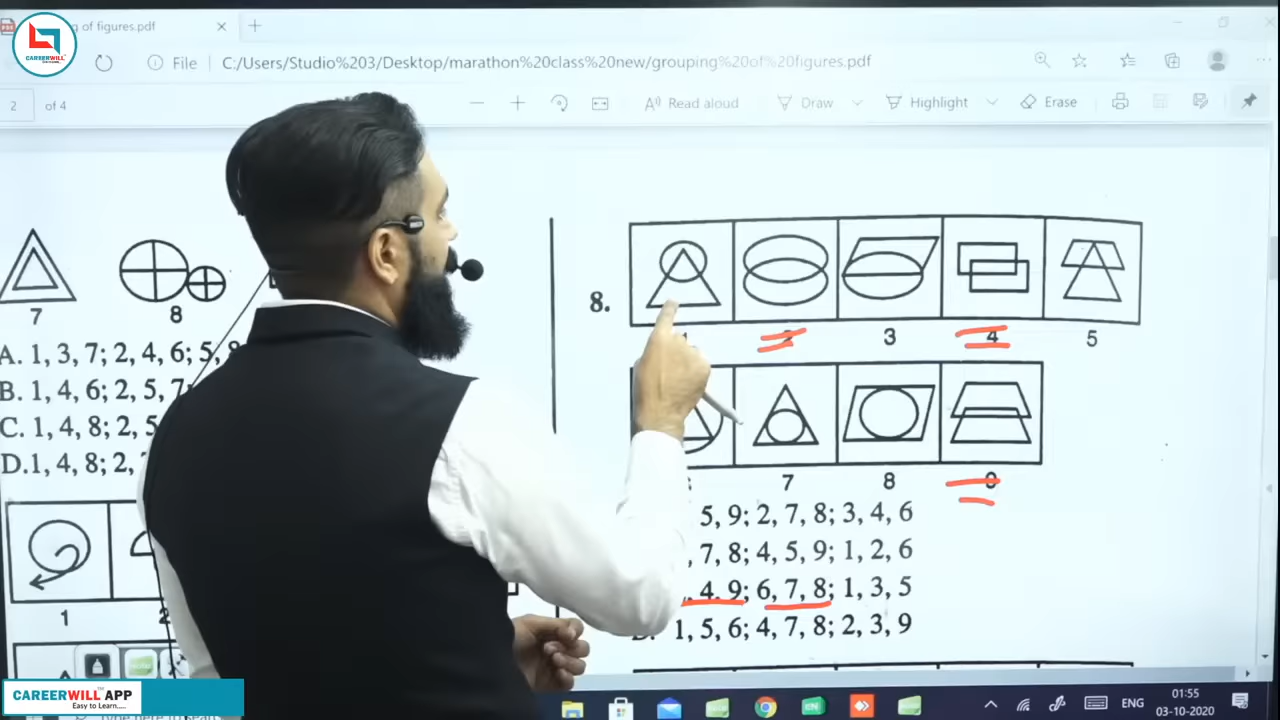 CAREERWILL
g of figures.pdf
File
C:/Users/Studio%203/Desktop/marathon%20class%20new/grouping%20of%20figures.pdf
2 of 4
Read aloud
Draw
Highlight
Erase
7
8
A. 1, 3, 7; 2, 4, 6; 5, 8
B. 1, 4, 6; 2, 5, 7;
C. 1, 4, 8; 2, 5
D.1, 4, 8; 2,
1
2
8.
1
2
3
4
5
7
8
9
5, 9; 2, 7, 8; 3, 4, 6
, 7, 8; 4, 5, 9; 1, 2, 6
, 4. 9; 6, 7, 8; 1, 3, 5
D. 1, 5, 6; 4, 7, 8; 2, 3, 9
CAREERWILL APP
Easy to Learn.....
ENG
01:55
03-10-2020